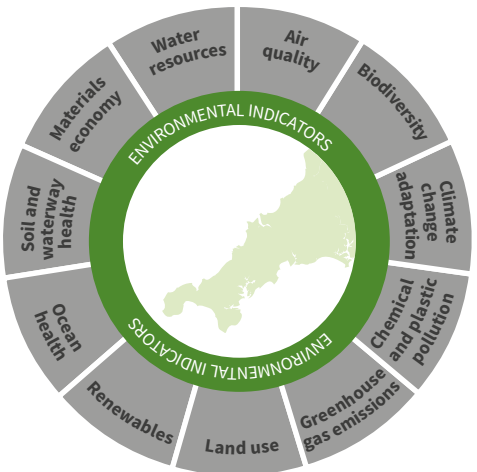 Air
quality
Biodiversity
Climate
change
adaptation
Chemical
and plastic
pollution
Greenhouse
gas emissions
Land use
Renewables
Ocean
health
Soil and
waterway
health
Materials
economy
Water
resources
ENVIRONMENTAL INDICATORS
ENVIRONMENTAL INDICATORS